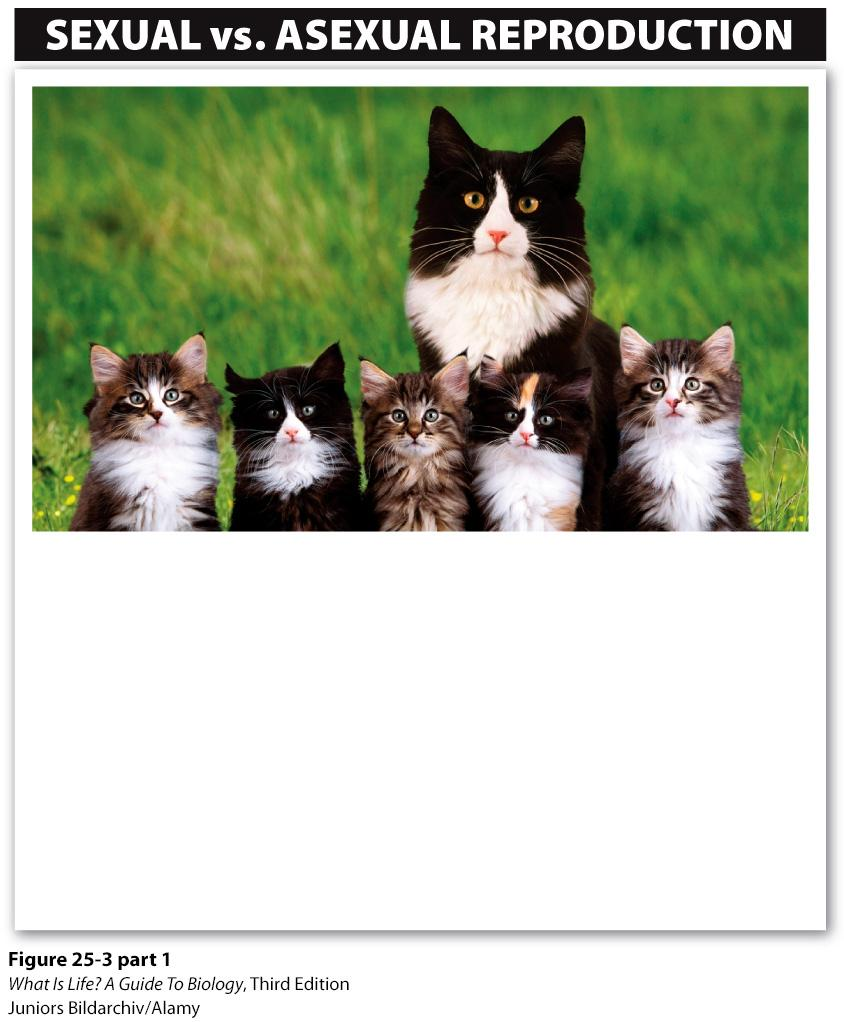 SEXUAL vs. ASEXUAL REPRODUCTION
Figure 25-3 part 1
What Is Life? A Guide To Biology, Third Edition
Juniors Bildarchiv/Alamy